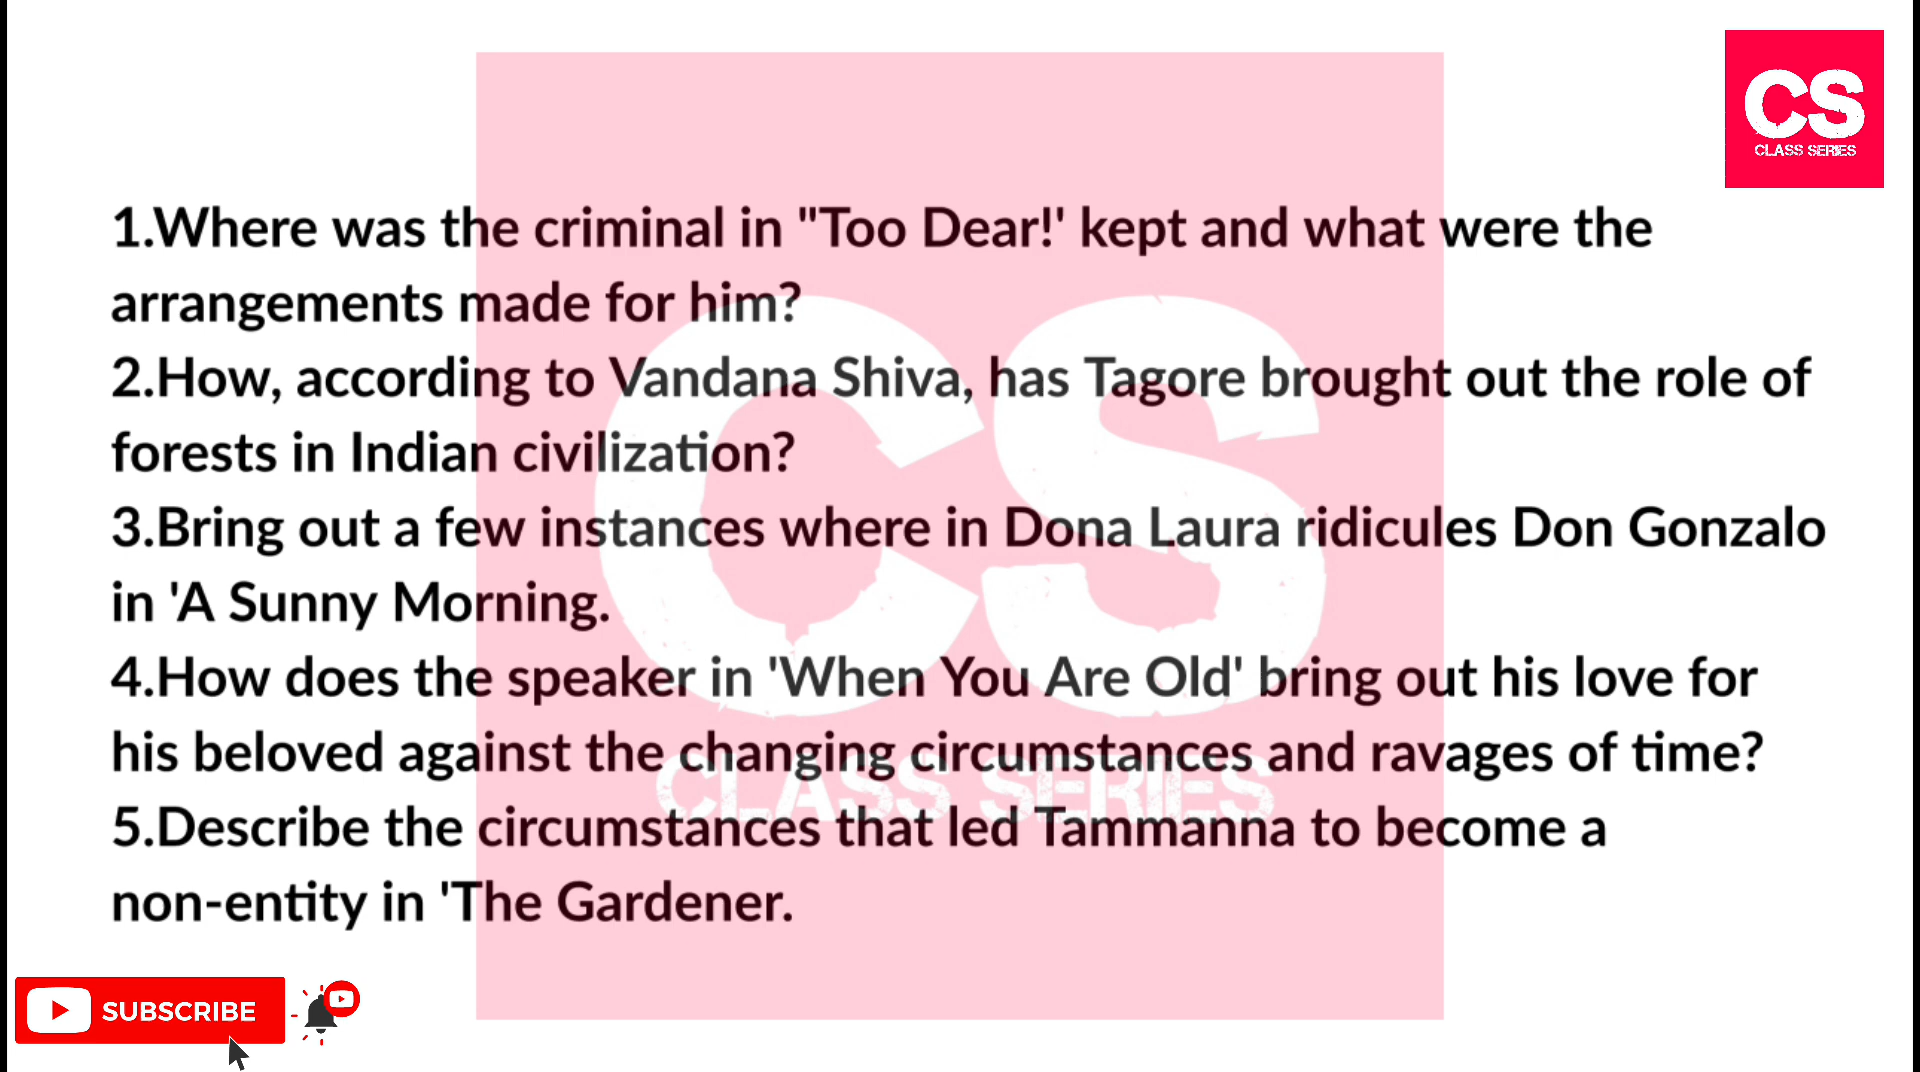 CS
CLASS SERIES
1.Where was the criminal in "Too Dear!' kept and what were the
arrangements made for him?
2.How, according to Vandana Shiva, has Tagore brought out the role of
forests in Indian civilization?
3.Bring out a few instances where in Dona Laura ridicules Don Gonzalo
in 'A Sunny Morning.
4.How does the speaker in 'When You Are Old' bring out his love for
his beloved against the changing circumstances and ravages of time?
5.Describe the circumstances that led Tammanna to become a
non-entity in 'The Gardener.
CS
CLASS SERIES
SUBSCRIBE